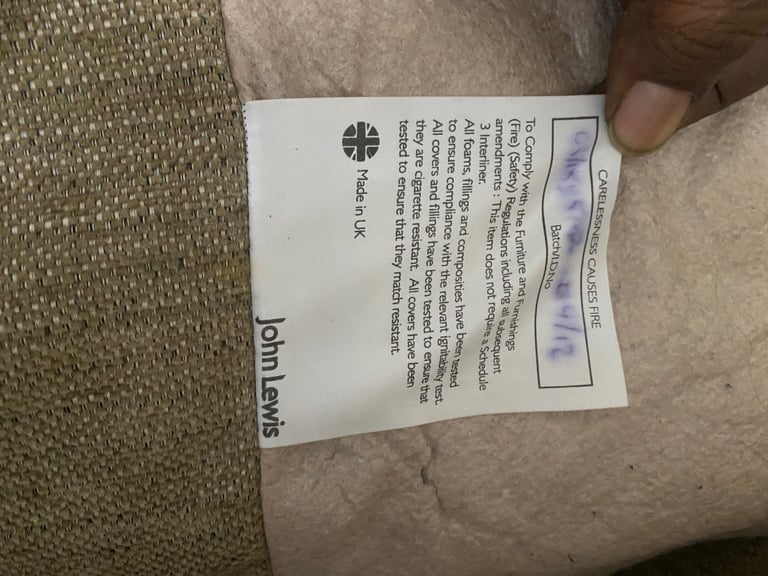 CARELESSNESS CAUSES FIRE
Batch/I.D.No
To Comply with the Furniture and Furnishings
(Fire) (Safety) Regulations including all subsequent
amendments : This item does not require a Schedule
3 Interliner.
All foams, fillings and composities have been tested
to ensure compliance with the relevant ignitability test.
All covers and fillings have been tested to ensure that
they are cigarette resistant. All covers have been
tested to ensure that they match resistant.
Made in UK
John Lewis